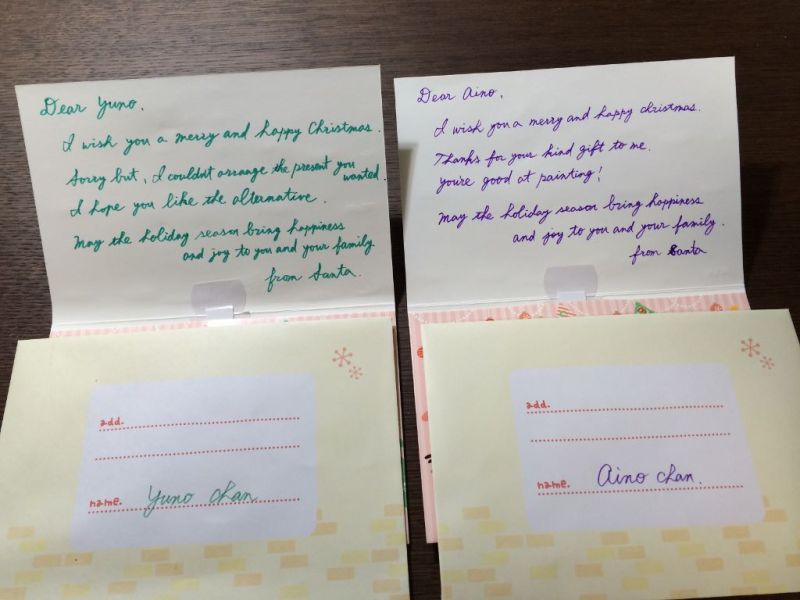 Dear Yuno,
I wish you a merry and happy Christmas.
Sorry but, I couldn't arrange the present you
wanted.
I hope you like the alternative.
May the holiday season bring happiness
and joy to you and your family.
from Santa.
add.
name. Yuno chan.
Dear Aino,
I wish you a merry and happy christmas.
Thanks for your kind gift to me.
you're good at painting!
May the holiday season bring happiness
and joy to you and your family.
from Santa
add.
name. Aino chan.